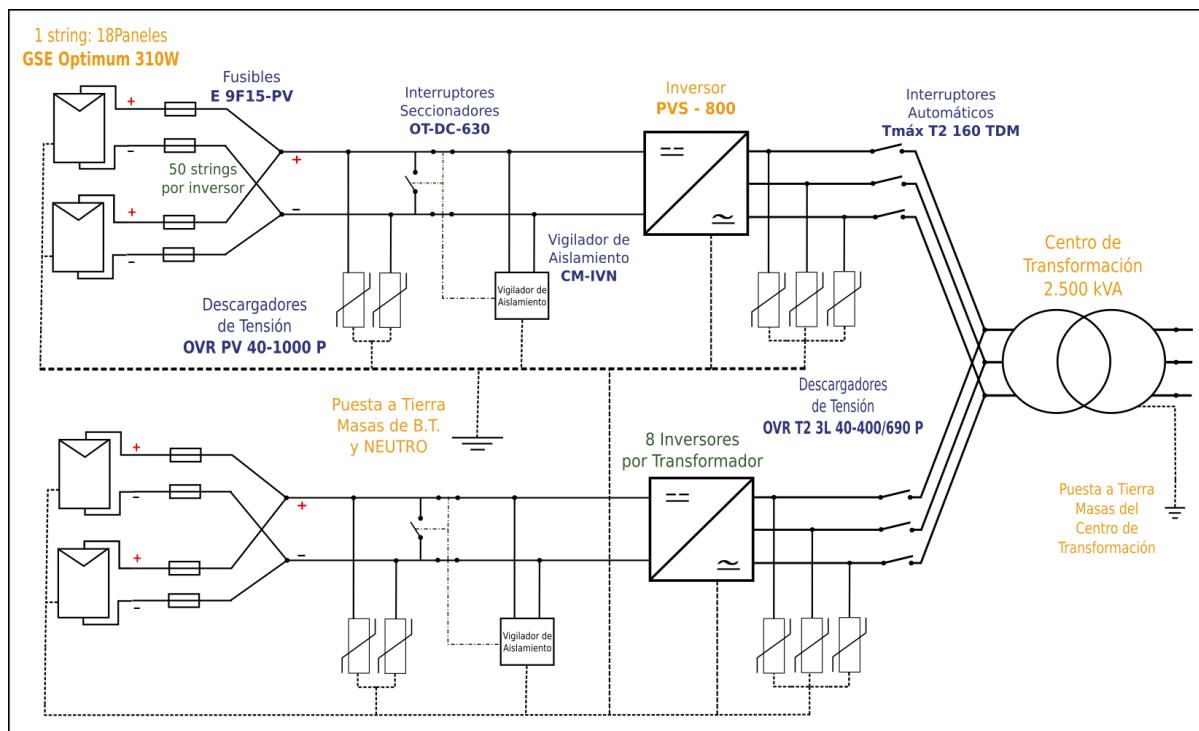 1 string: 18Paneles
GSE Optimum 310W
Fusibles
E 9F15-PV
Interruptores
Seccionadores
OT-DC-630
Inversor
PVS - 800
Interruptores
Automáticos
Tmáx T2 160 TDM
+
-
50 strings
por inversor
+
-
+
-
Vigilador de
Aislamiento
CM-IVN
Vigilador de
Aislamiento
Centro de
Transformación
2.500 kVA
Descargadores
de Tensión
OVR PV 40-1000 P
Descargadores
de Tensión
OVR T2 3L 40-400/690 P
Puesta a Tierra
Masas de B.T.
y NEUTRO
8 Inversores
por Transformador
+
-
+
-
+
-
Vigilador de
Aislamiento
Puesta a Tierra
Masas del
Centro de
Transformación